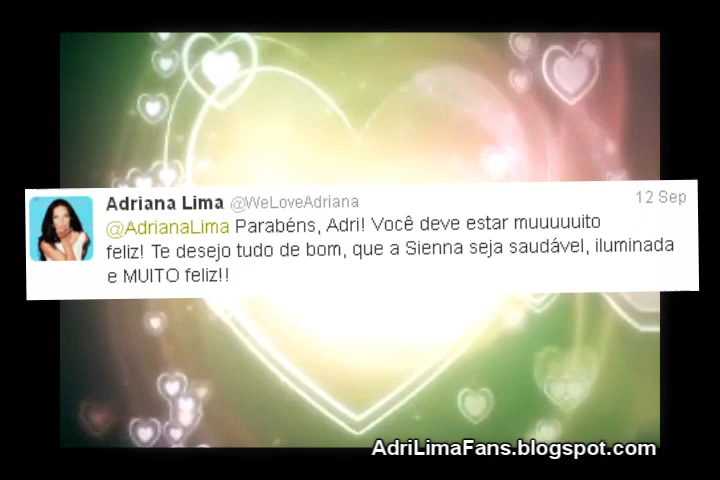 Adriana Lima @WeLoveAdriana 12 Sep
@AdrianaLima Parabéns, Adri! Você deve estar muuuuuito
feliz! Te desejo tudo de bom, que a Sienna seja saudável, iluminada
e MUITO feliz!!
AdriLimaFans.blogspot.com